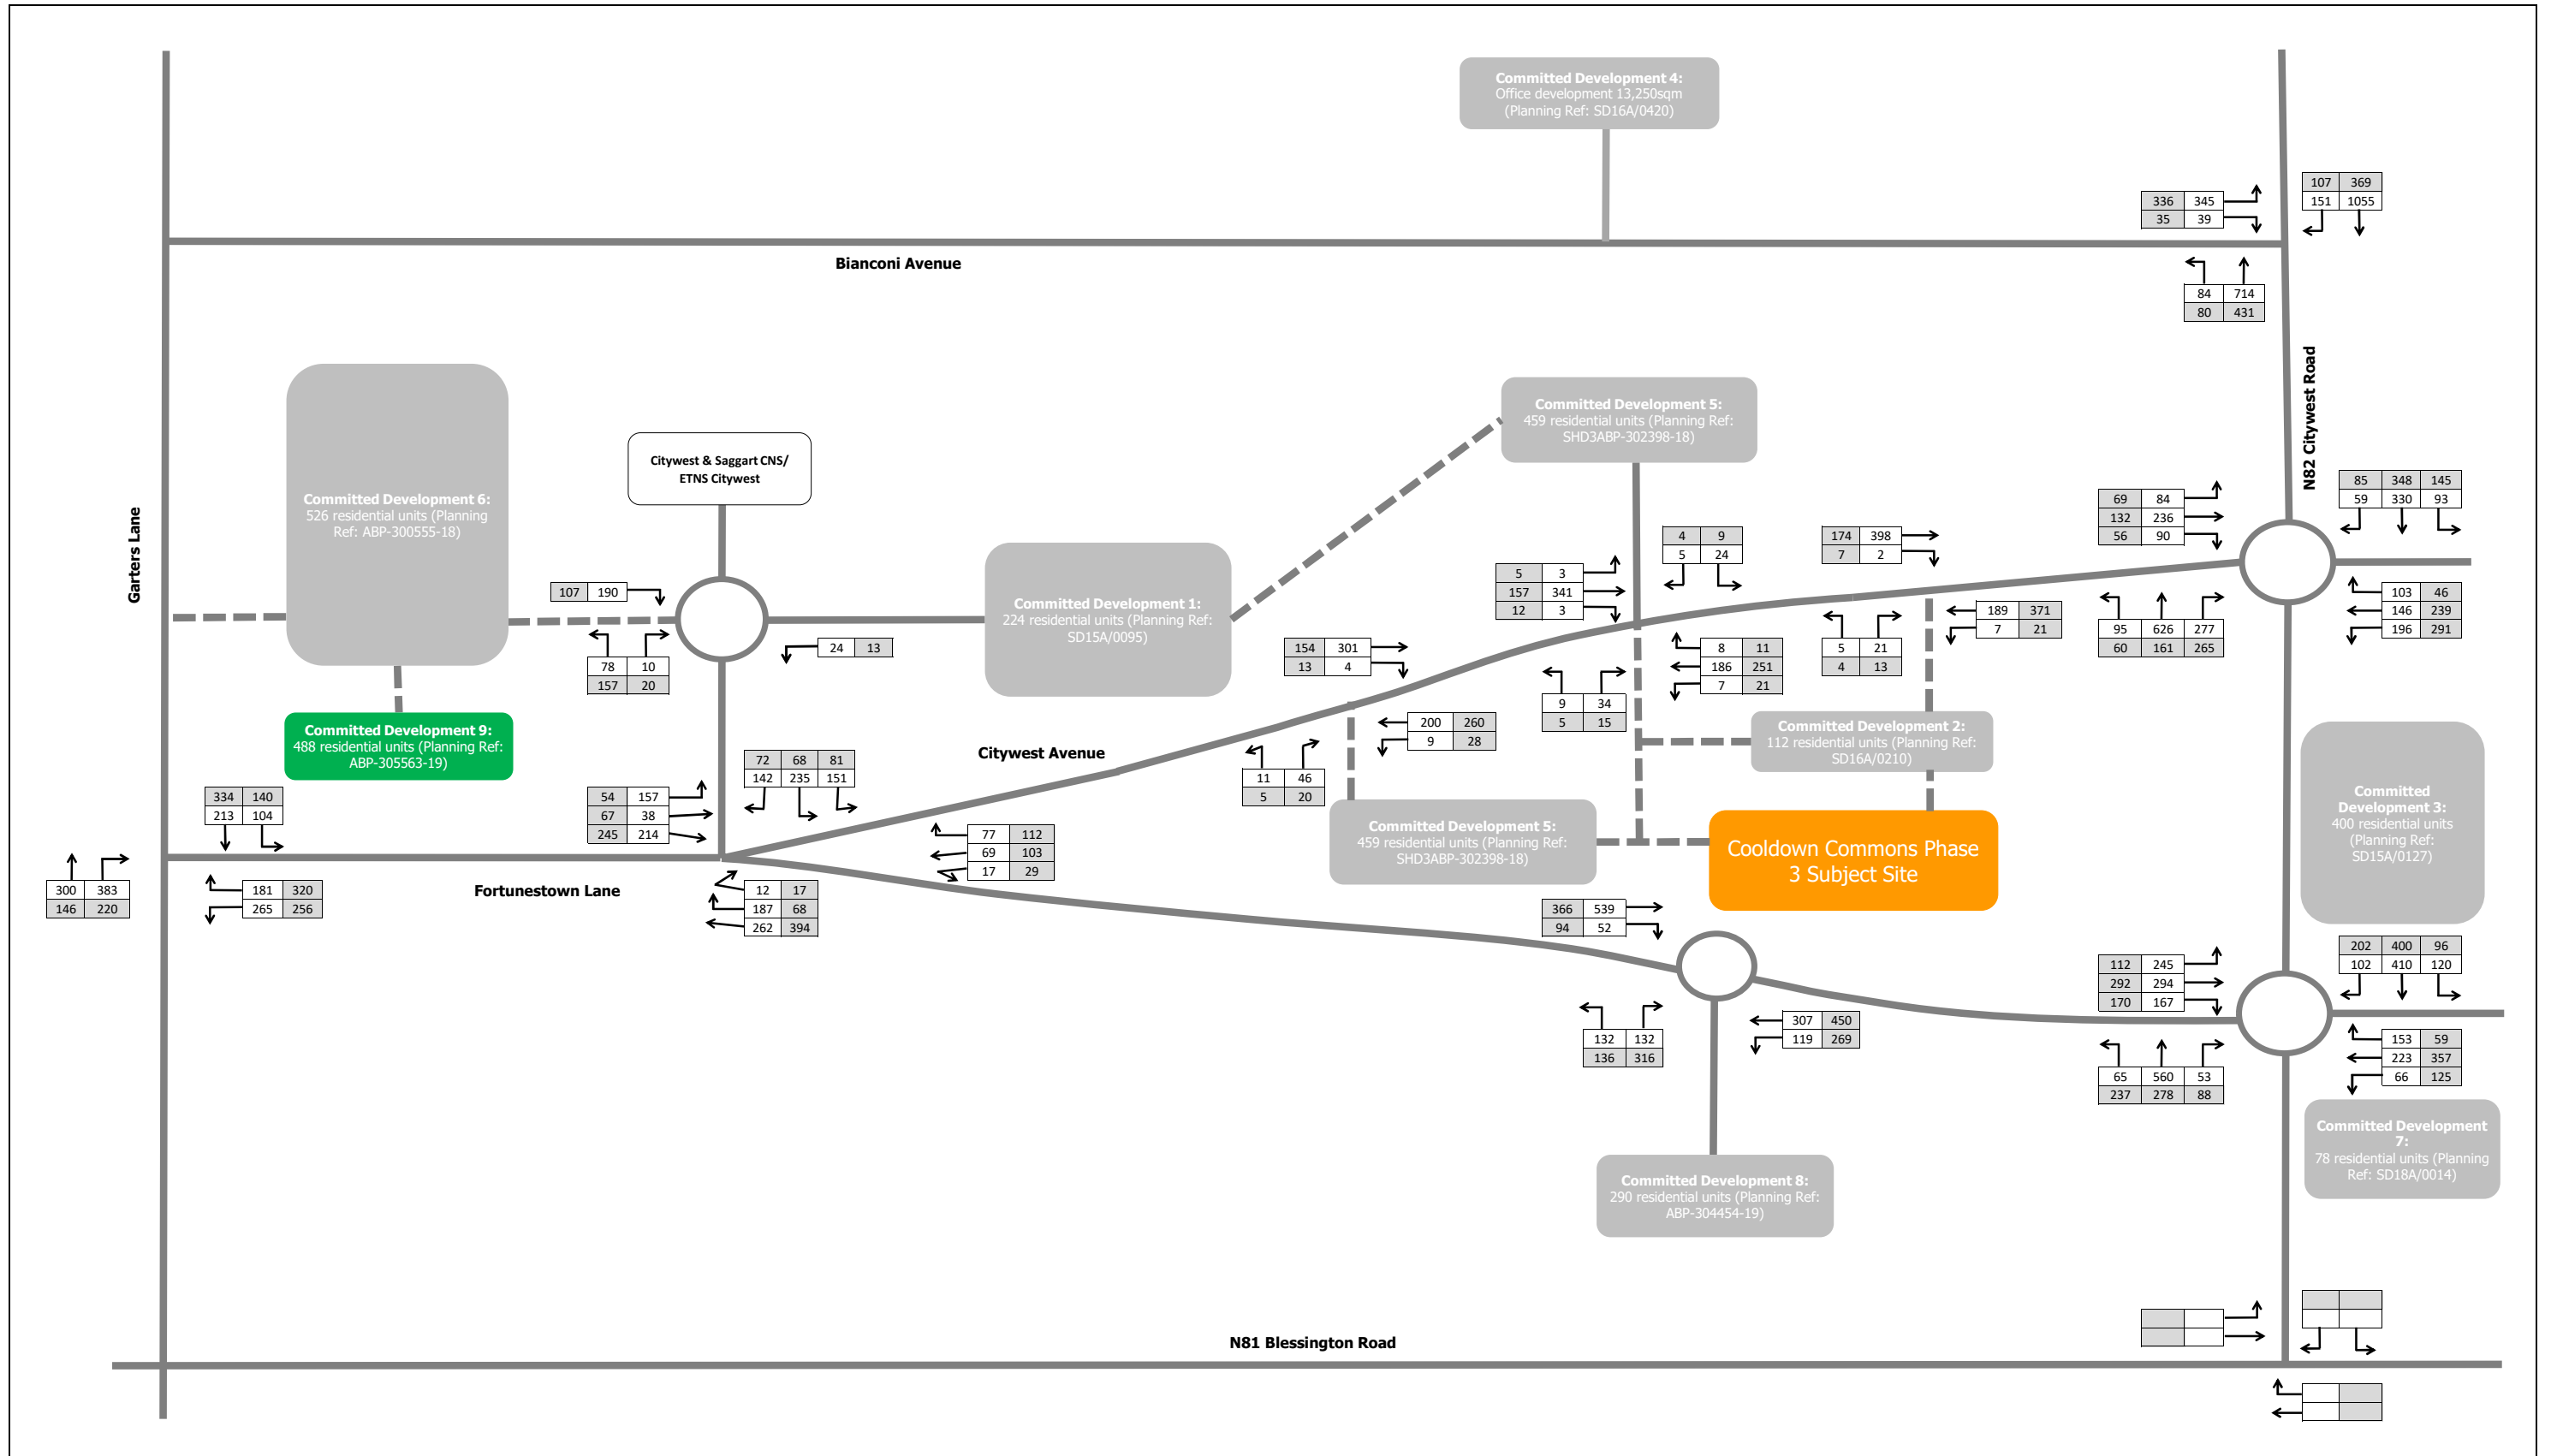 Committed Development 4:
Office development 13,250sqm
(Planning Ref: SD16A/0420)
107 369
151 1055
336 345
35 39
Bianconi Avenue
84 714
80 431
N82 Citywest Road
Committed Development 6:
526 residential units (Planning
Ref: ABP-300555-18)
Citywest & Saggart CNS/
ETNS Citywest
Committed Development 5:
459 residential units (Planning Ref:
SHD3ABP-302398-18)
85 348 145
59 330 93
69 84
132 236
56 90
Garters Lane
4 9
5 24
174 398
7 2
5 3
157 341
12 3
107 190
Committed Development 1:
224 residential units (Planning Ref:
SD15A/0095)
103 46
146 239
196 291
189 371
7 21
95 626 277
60 161 265
24 13
78 10
157 20
154 301
13 4
8 11
186 251
7 21
5 21
4 13
9 34
5 15
Committed Development 9:
488 residential units (Planning Ref:
ABP-305563-19)
200 260
9 28
Committed Development 2:
112 residential units (Planning Ref:
SD16A/0210)
Citywest Avenue
72 68 81
142 235 151
11 46
5 20
334 140
213 104
54 157
67 38
245 214
Committed
Development 3:
400 residential units
(Planning Ref:
SD15A/0127)
Committed Development 5:
459 residential units (Planning Ref:
SHD3ABP-302398-18)
Cooldown Commons Phase
3 Subject Site
77 112
69 103
17 29
300 383
146 220
181 320
265 256
Fortunestown Lane
12 17
187 68
262 394
366 539
94 52
202 400 96
102 410 120
112 245
292 294
170 167
132 132
136 316
307 450
119 269
153 59
223 357
66 125
65 560 53
237 278 88
Committed Development
7:
78 residential units (Planning
Ref: SD18A/0014)
Committed Development 8:
290 residential units (Planning Ref:
ABP-304454-19)
N81 Blessington Road